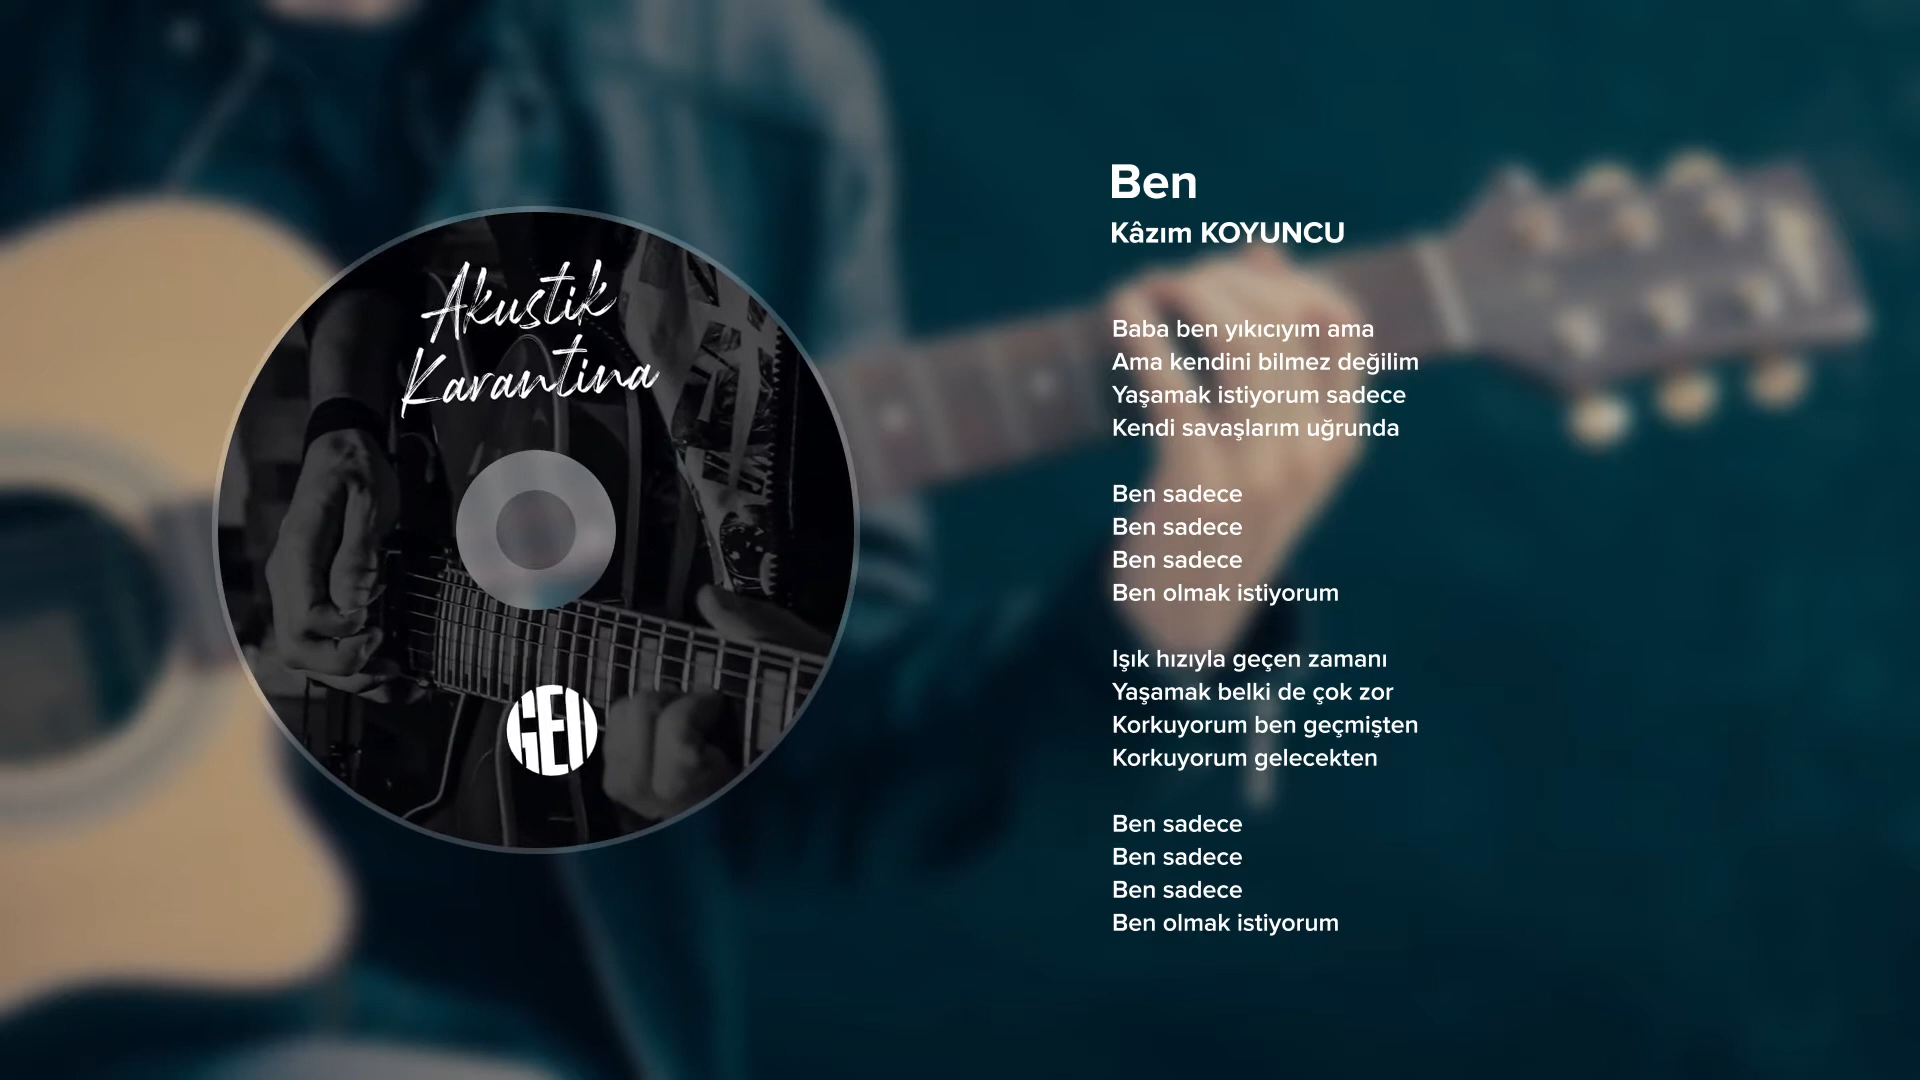 Akustik
Karantina
GEN
Ben
Kâzım KOYUNCU
Baba ben yıkıcıyım ama
Ama kendini bilmez değilim
Yaşamak istiyorum sadece
Kendi savaşlarım uğrunda
Ben sadece
Ben sadece
Ben sadece
Ben olmak istiyorum
Işık hızıyla geçen zamanı
Yaşamak belki de çok zor
Korkuyorum ben geçmişten
Korkuyorum gelecekten
Ben sadece
Ben sadece
Ben sadece
Ben olmak istiyorum